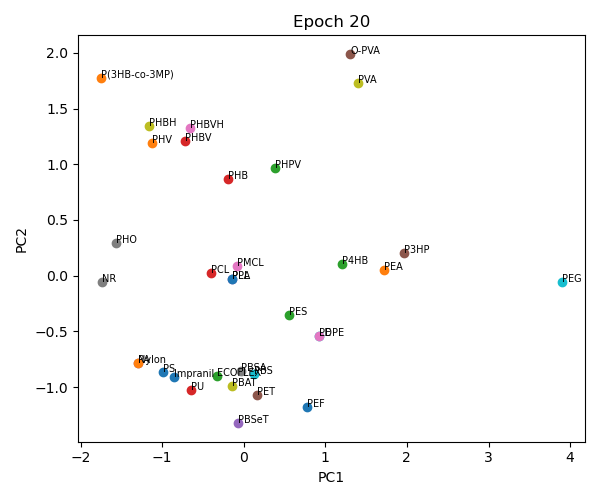 Epoch 20
O-PVA
PVA
P(3HB-co-3MP)
PHBH
PHBVH
PHV
PHBV
PHPV
PHB
PHO
P4HB
P3HP
PEA
PMCL
PCL
NR
PEG
PES
Nylon
PS
Impranil
ECOFLEX
PBSA
PBS
PBAT
PU
PET
PEF
PBSeT
PC2
2.0
1.5
1.0
0.5
0.0
−0.5
−1.0
−2
−1
0
1
2
3
4
PC1